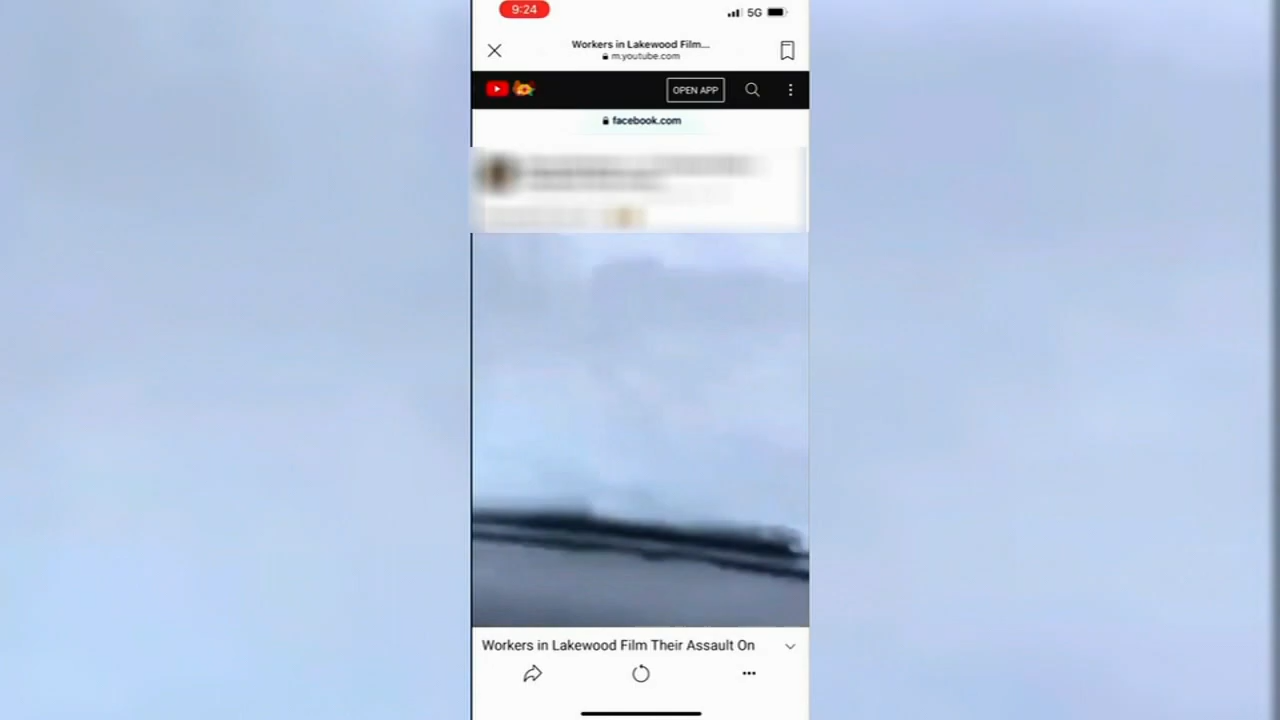 9:24
5G
Workers in Lakewood Film...
m.youtube.com
OPEN APP
facebook.com
Workers in Lakewood Film Their Assault On